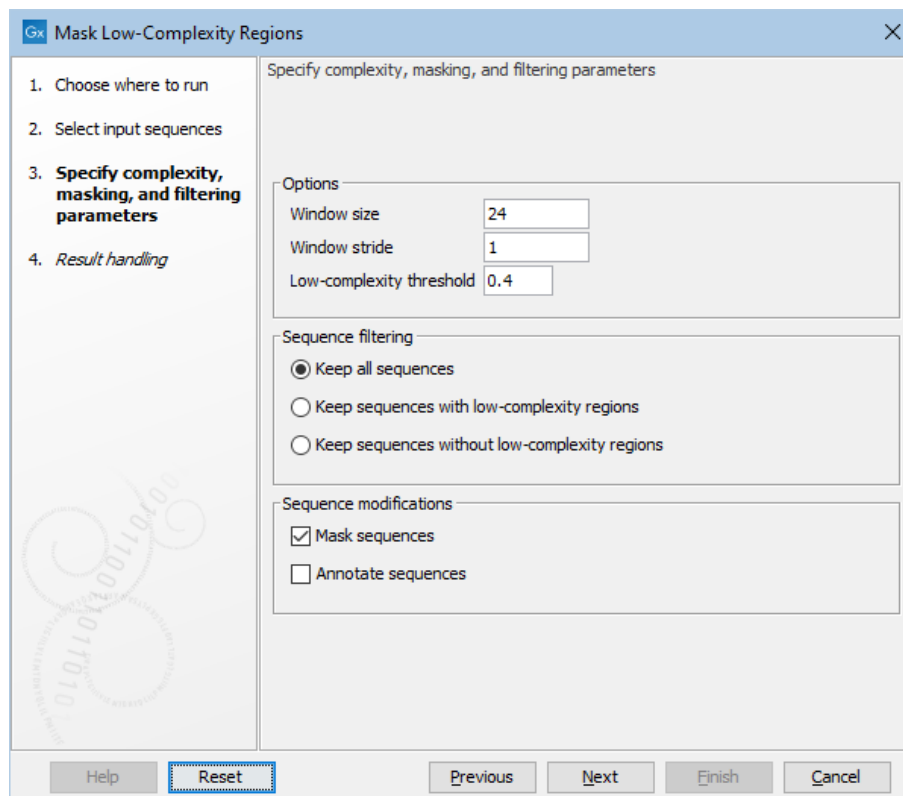 Gx Mask Low-Complexity Regions
1. Choose where to run
2. Select input sequences
3. Specify complexity,
masking, and filtering
parameters
4. Result handling
Specify complexity, masking, and filtering parameters
Options
Window size 24
Window stride 1
Low-complexity threshold 0.4
Sequence filtering
Keep all sequences
Keep sequences with low-complexity regions
Keep sequences without low-complexity regions
Sequence modifications
Mask sequences
Annotate sequences
Help Reset Previous Next Finish Cancel